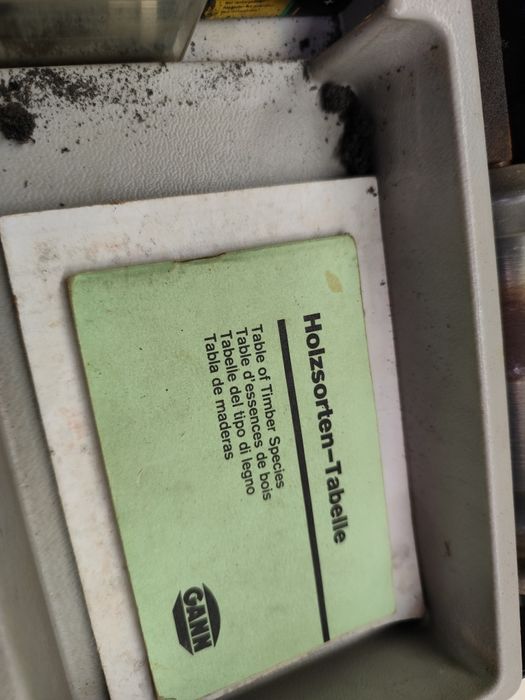 Holzsorten-Tabelle
Table of Timber Species
Table d'essences de bois
Tabelle del tipo di legno
Tabla de maderas
GANN